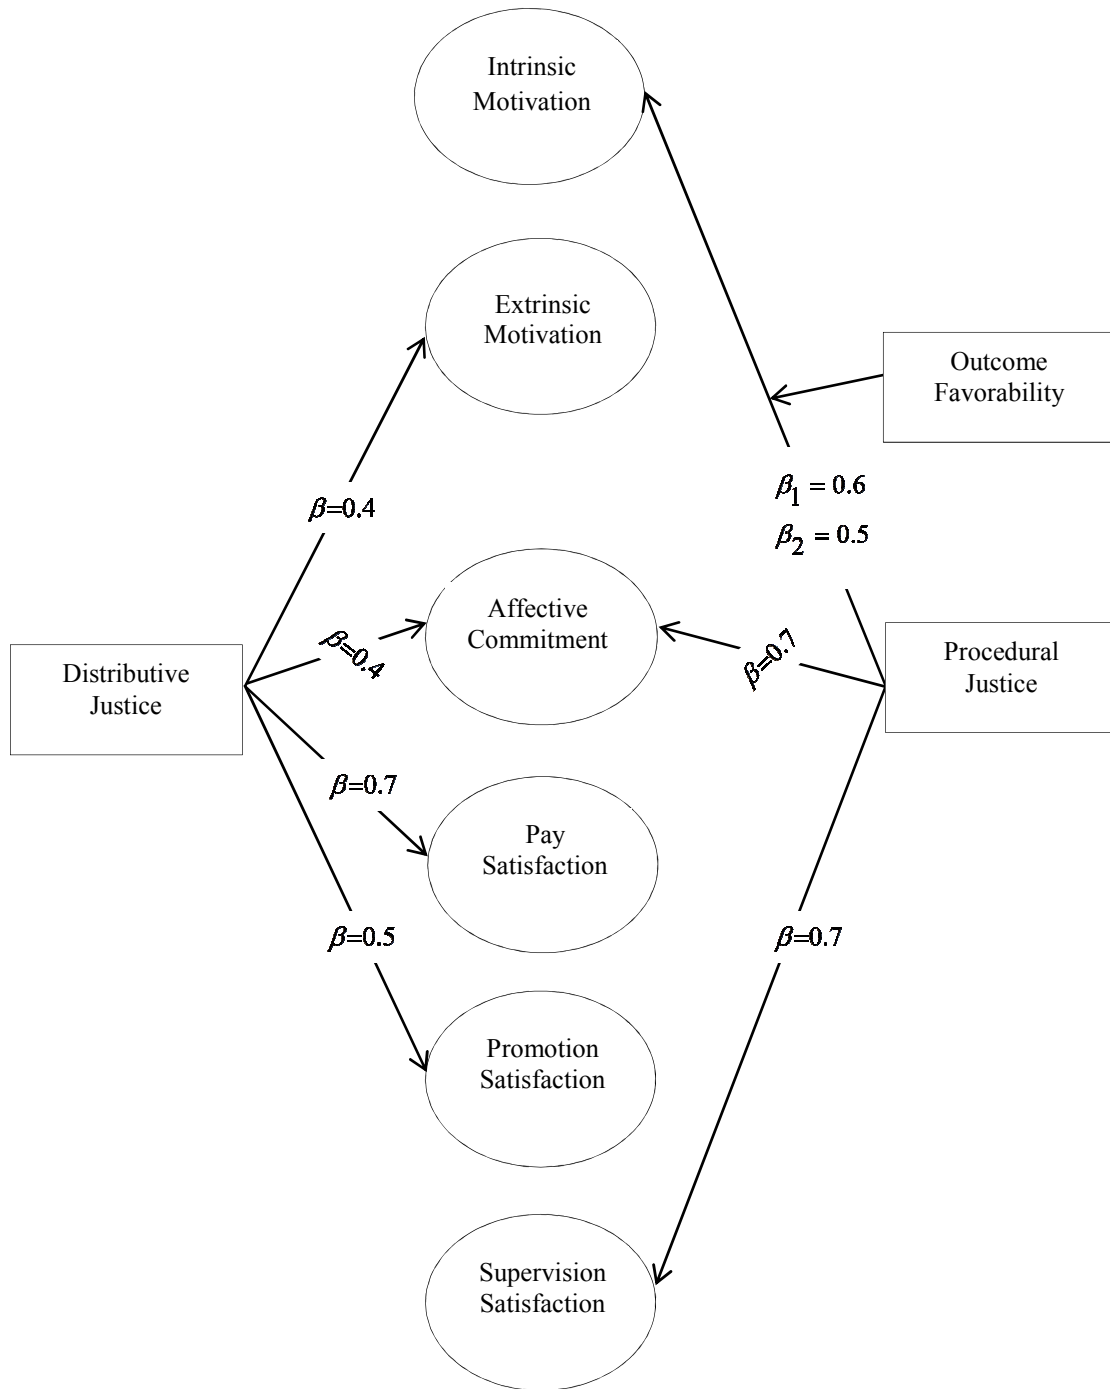 Intrinsic
Motivation
Extrinsic
Motivation
Outcome
Favorability
β₁ = 0.6
β=0.4
β₂ = 0.5
Affective
Commitment
β=0.4
β=0.7
Distributive
Justice
Procedural
Justice
β=0.7
Pay
Satisfaction
β=0.5
β=0.7
Promotion
Satisfaction
Supervision
Satisfaction